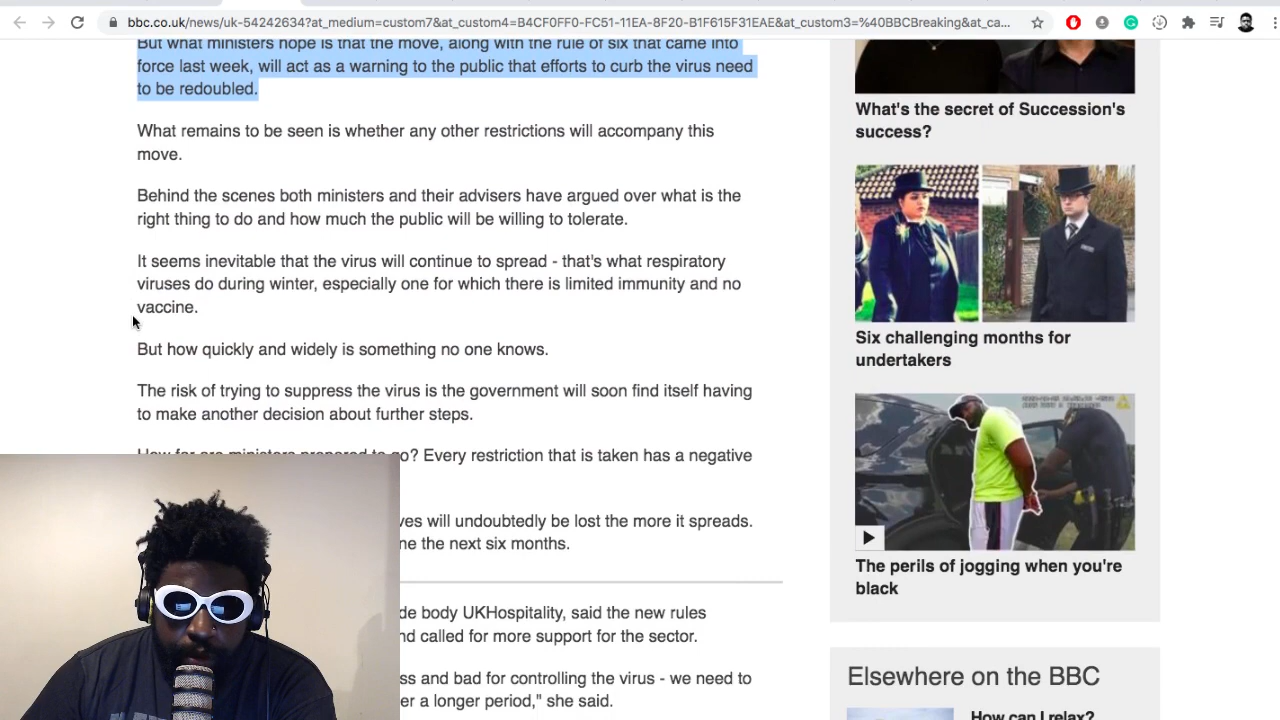 bbc.co.uk/news/uk-54242634?at_medium=custom7&at_custom4=B4CF0FF0-FC51-11EA-8F20-B1F615F31EAE&at_custom3=%40BBCBreaking&at_ca...
But what ministers hope is that the move, along with the rule of six that came into
force last week, will act as a warning to the public that efforts to curb the virus need
to be redoubled.
What remains to be seen is whether any other restrictions will accompany this
move.
Behind the scenes both ministers and their advisers have argued over what is the
right thing to do and how much the public will be willing to tolerate.
It seems inevitable that the virus will continue to spread - that's what respiratory
viruses do during winter, especially one for which there is limited immunity and no
vaccine.
But how quickly and widely is something no one knows.
The risk of trying to suppress the virus is the government will soon find itself having
to make another decision about further steps.
How far are ministers prepared to go? Every restriction that is taken has a negative
ves will undoubtedly be lost the more it spreads.
ne the next six months.
de body UKHospitality, said the new rules
nd called for more support for the sector.
ss and bad for controlling the virus - we need to
er a longer period," she said.
What's the secret of Succession's
success?
Six challenging months for
undertakers
The perils of jogging when you're
black
Elsewhere on the BBC
How can I relax?